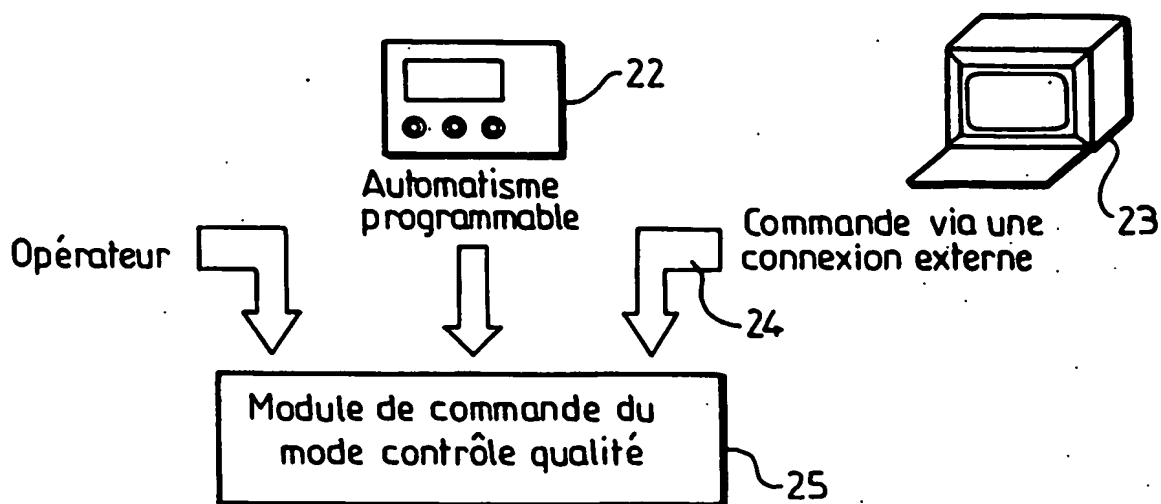 22
Automatisme
programmable
23
Opérateur
Commande via une
connexion externe
24
Module de commande du
mode contrôle qualité
25